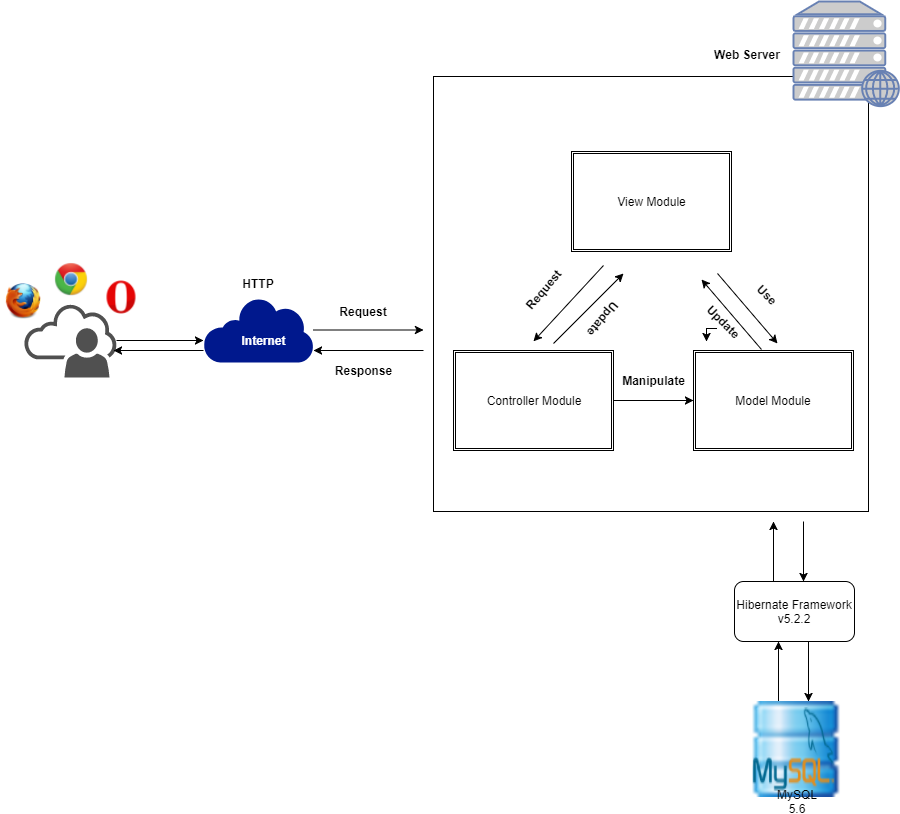 Web Server
View Module
HTTP
Internet
Request
Response
Request
Update
Use
Update
Manipulate
Controller Module
Model Module
Hibernate Framework
v5.2.2
MySQL
MySQL
5.6